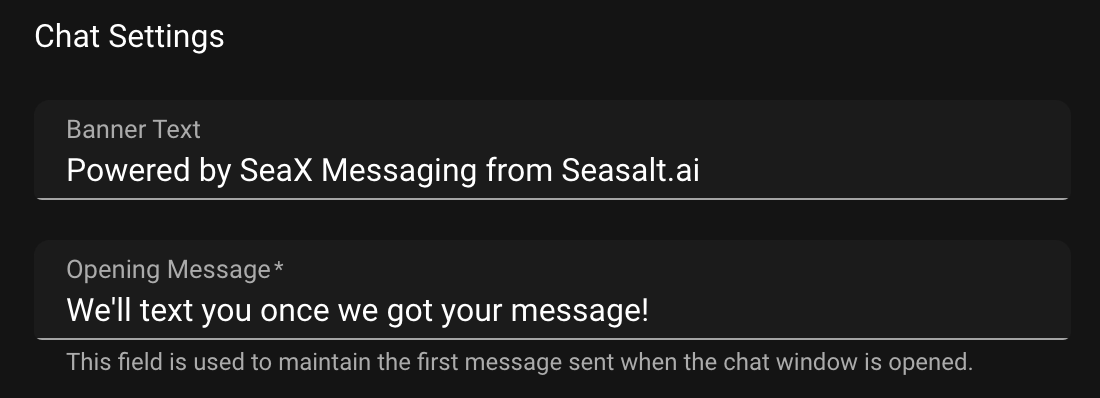 Chat Settings
Banner Text
Powered by SeaX Messaging from Seasalt.ai
Opening Message*
We'll text you once we got your message!
This field is used to maintain the first message sent when the chat window is opened.